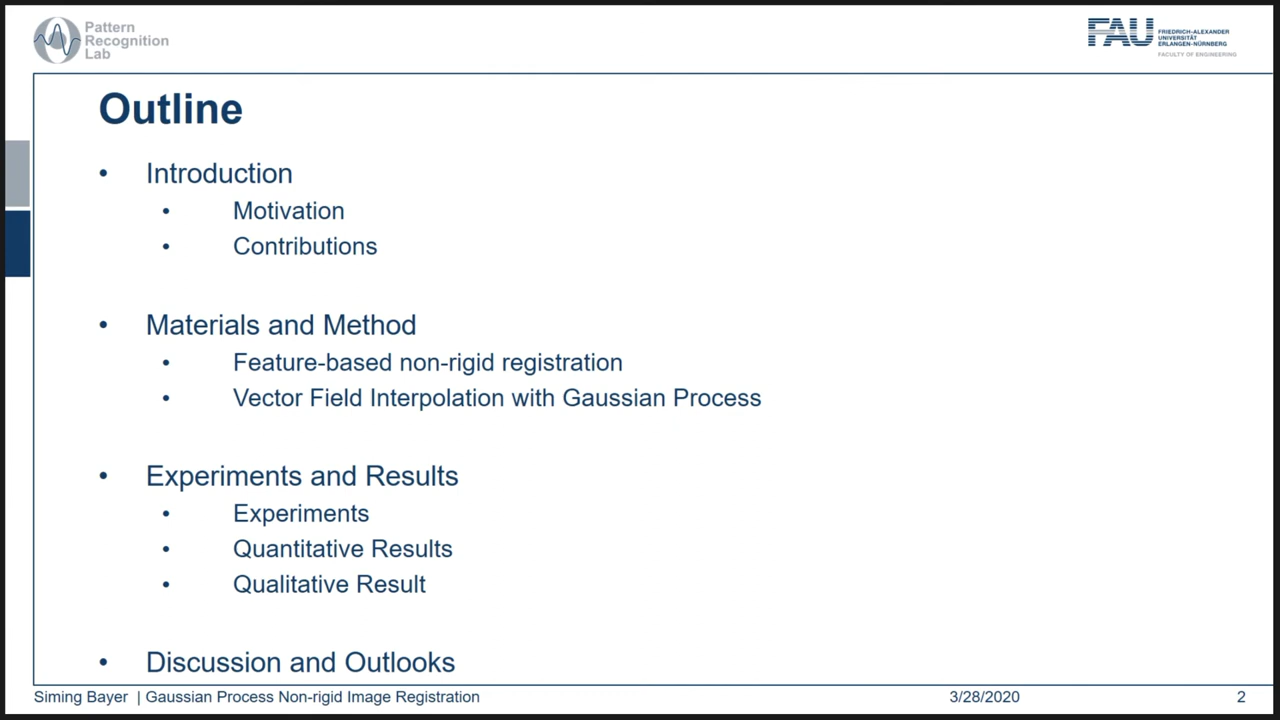 Pattern
Recognition
Lab
FAU
FRIEDRICH-ALEXANDER
UNIVERSITÄT
ERLANGEN-NÜRNBERG
FACULTY OF ENGINEERING
Outline
• Introduction
• Motivation
• Contributions
• Materials and Method
• Feature-based non-rigid registration
• Vector Field Interpolation with Gaussian Process
• Experiments and Results
• Experiments
• Quantitative Results
• Qualitative Result
• Discussion and Outlooks
Siming Bayer | Gaussian Process Non-rigid Image Registration 3/28/2020 2